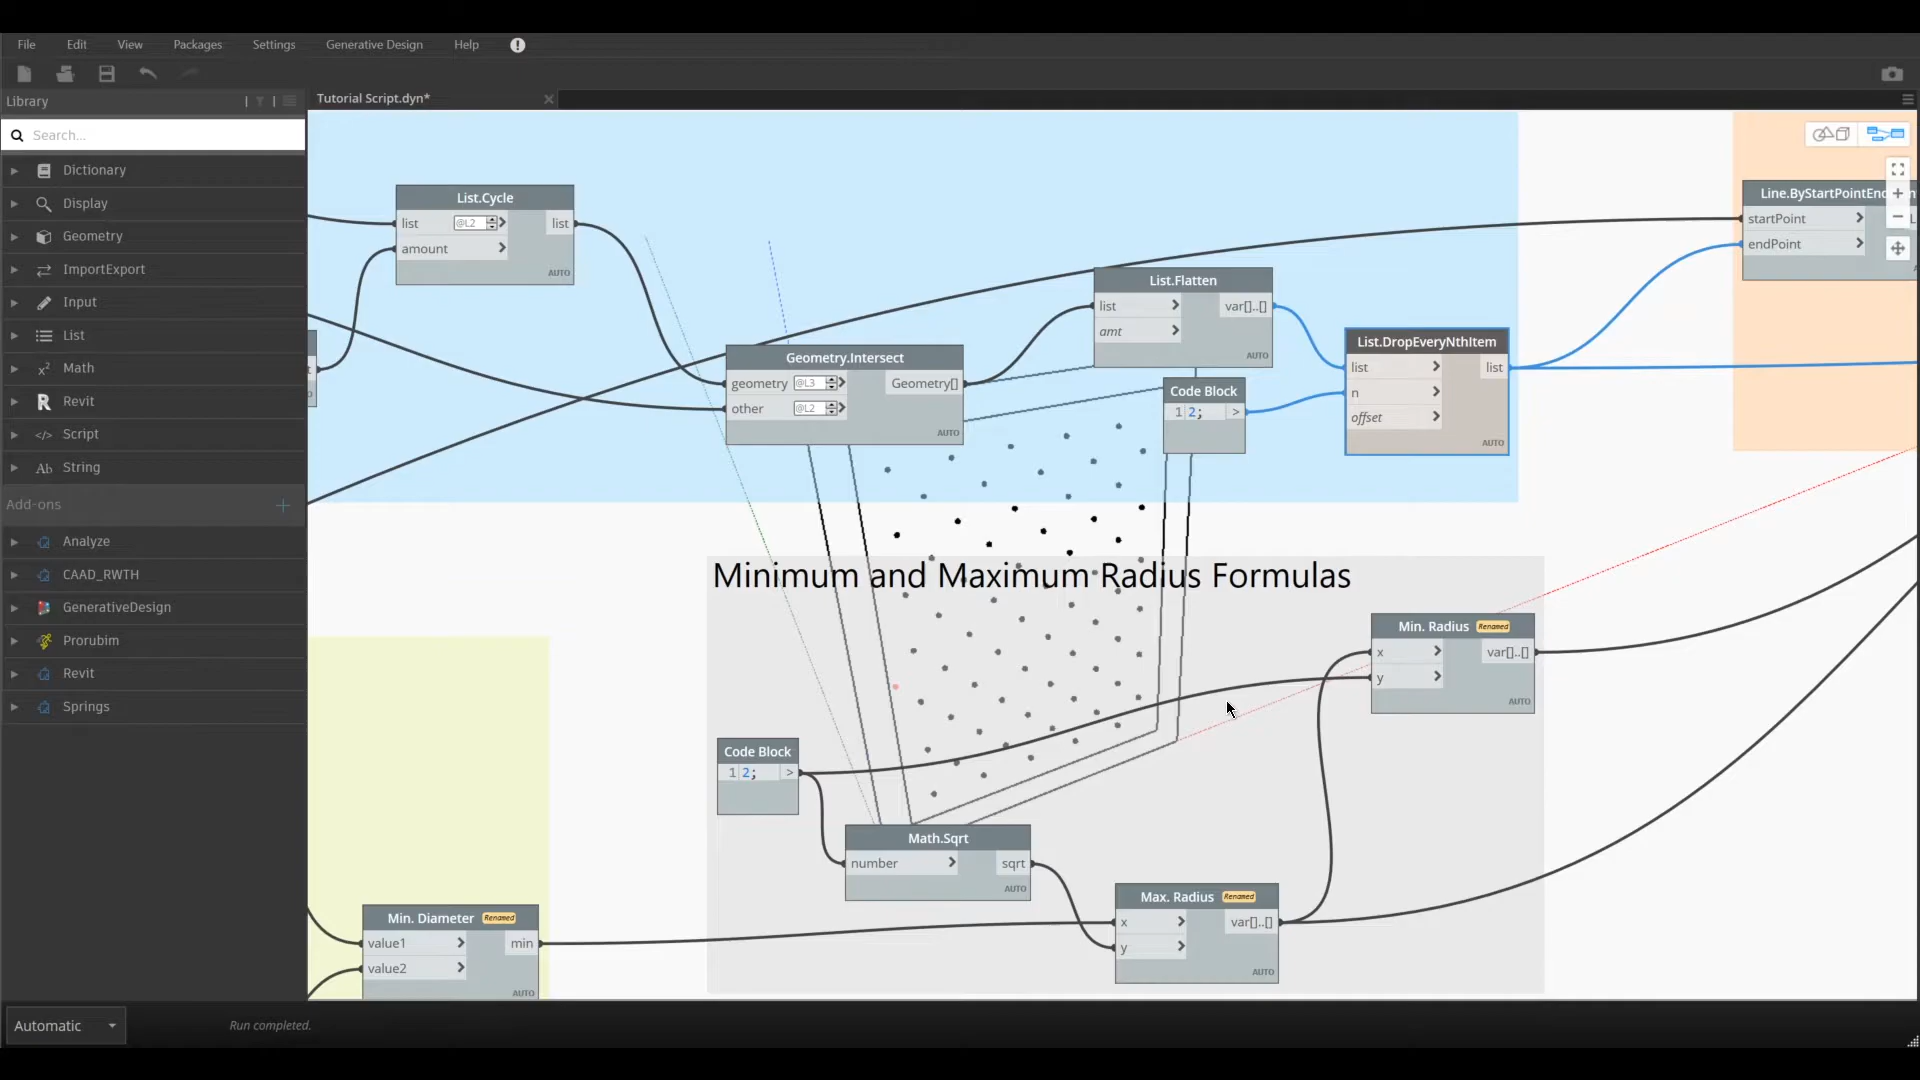 File Edit View Packages Settings Generative Design Help
Library
Tutorial Script.dyn*
Search...
Dictionary
Display
Geometry
ImportExport
Input
List
Math
Revit
Script
Ab String
Add-ons
Analyze
CAAD_RWTH
GenerativeDesign
Prorubim
Revit
Springs
List.Cycle
list @L2 > list
amount >
AUTO
Geometry.Intersect
geometry @L3 > Geometry[]
other @L2 >
AUTO
List.Flatten
list > var[]..[]
amt >
AUTO
Code Block
1 2; >
List.DropEveryNthItem
list > list
n >
offset >
AUTO
startPoint >
endPoint >
Minimum and Maximum Radius Formulas
Min. Radius Renamed
x > var[]..[]
y >
AUTO
Code Block
1 2; >
Math.Sqrt
number > sqrt
AUTO
Max. Radius Renamed
x > var[]..[]
y >
AUTO
Min. Diameter Renamed
value1 > min
value2 >
AUTO
Automatic
Run completed.